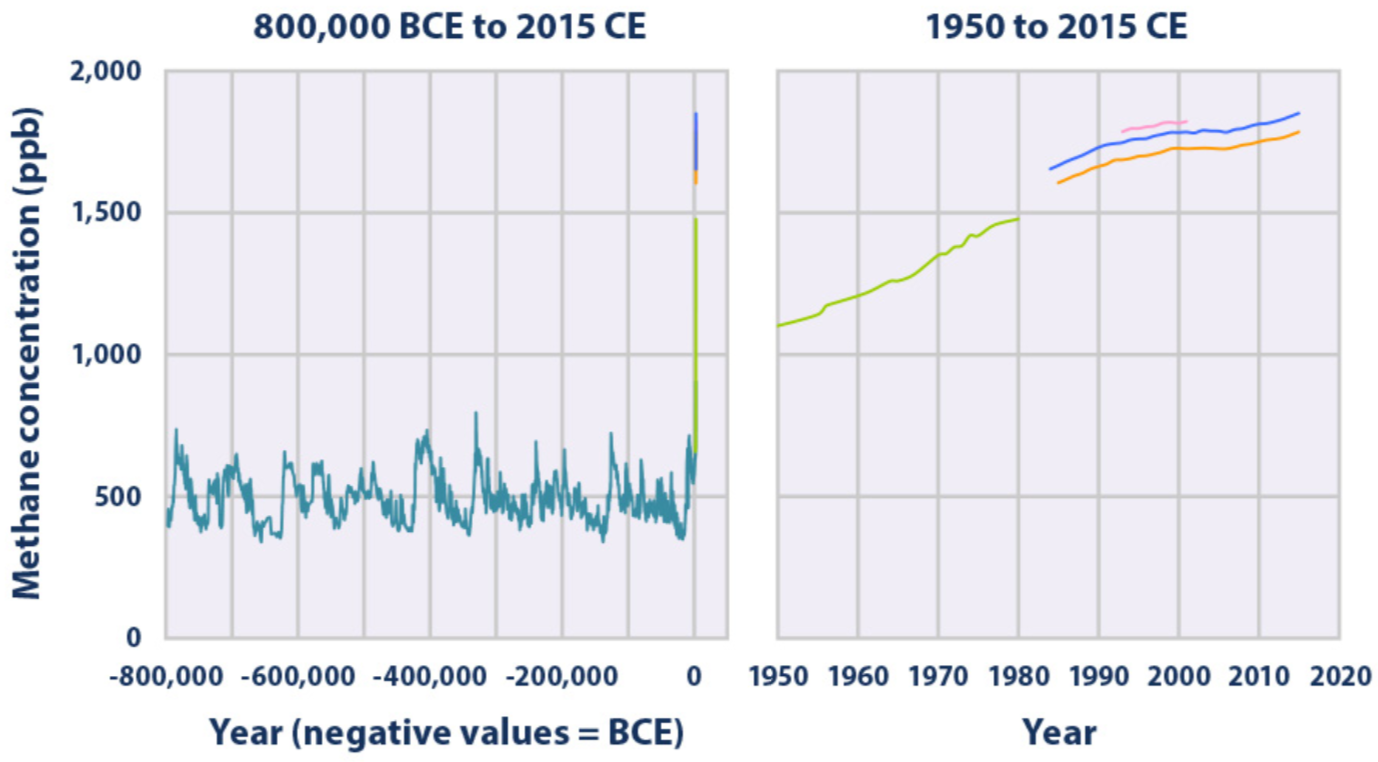 800,000 BCE to 2015 CE
1950 to 2015 CE
Methane concentration (ppb)
2,000
1,500
1,000
500
0
-800,000 -600,000 -400,000 -200,000 0
1950 1960 1970 1980 1990 2000 2010 2020
Year (negative values = BCE)
Year